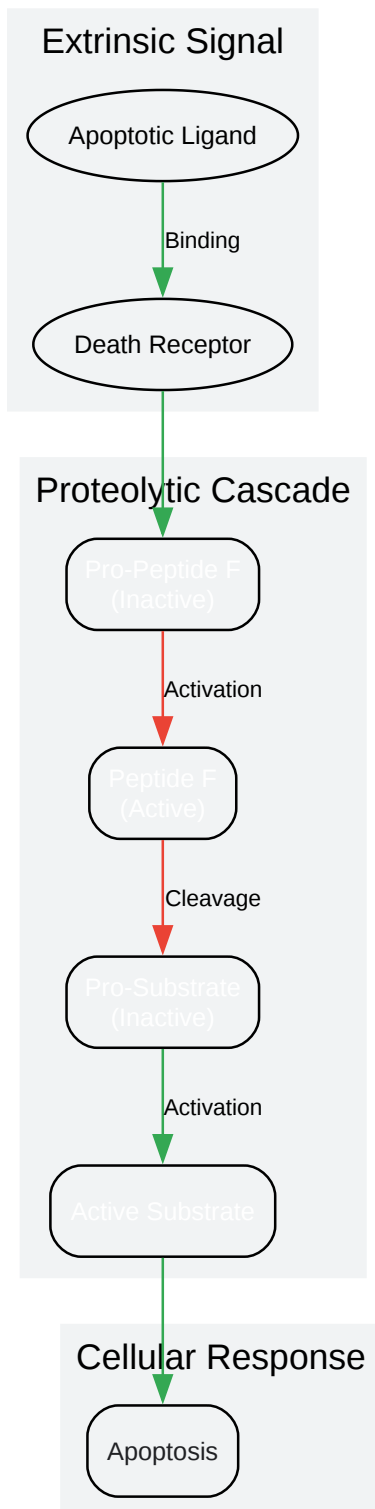 Extrinsic Signal
Apoptotic Ligand
Binding
Death Receptor
Proteolytic Cascade
Pro-Peptide F
(Inactive)
Activation
Peptide F
(Active)
Cleavage
Pro-Substrate
(Inactive)
Activation
Active Substrate
Cellular Response
Apoptosis